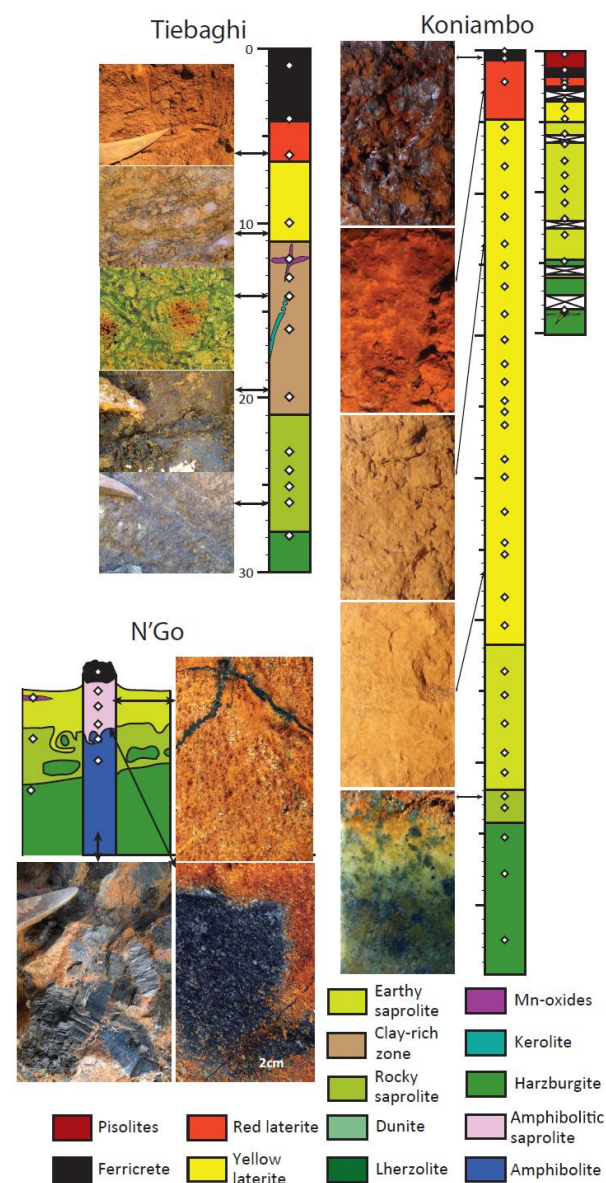 Tiebaghi
Koniambo
0
10
20
30
N'Go
2cm
Earthy
saprolite
Mn-oxides
Clay-rich
zone
Kerolite
Rocky
saprolite
Harzburgite
Pisolites
Red laterite
Dunite
Amphibolitic
saprolite
Ferricrete
Yellow
laterite
Lherzolite
Amphibolite